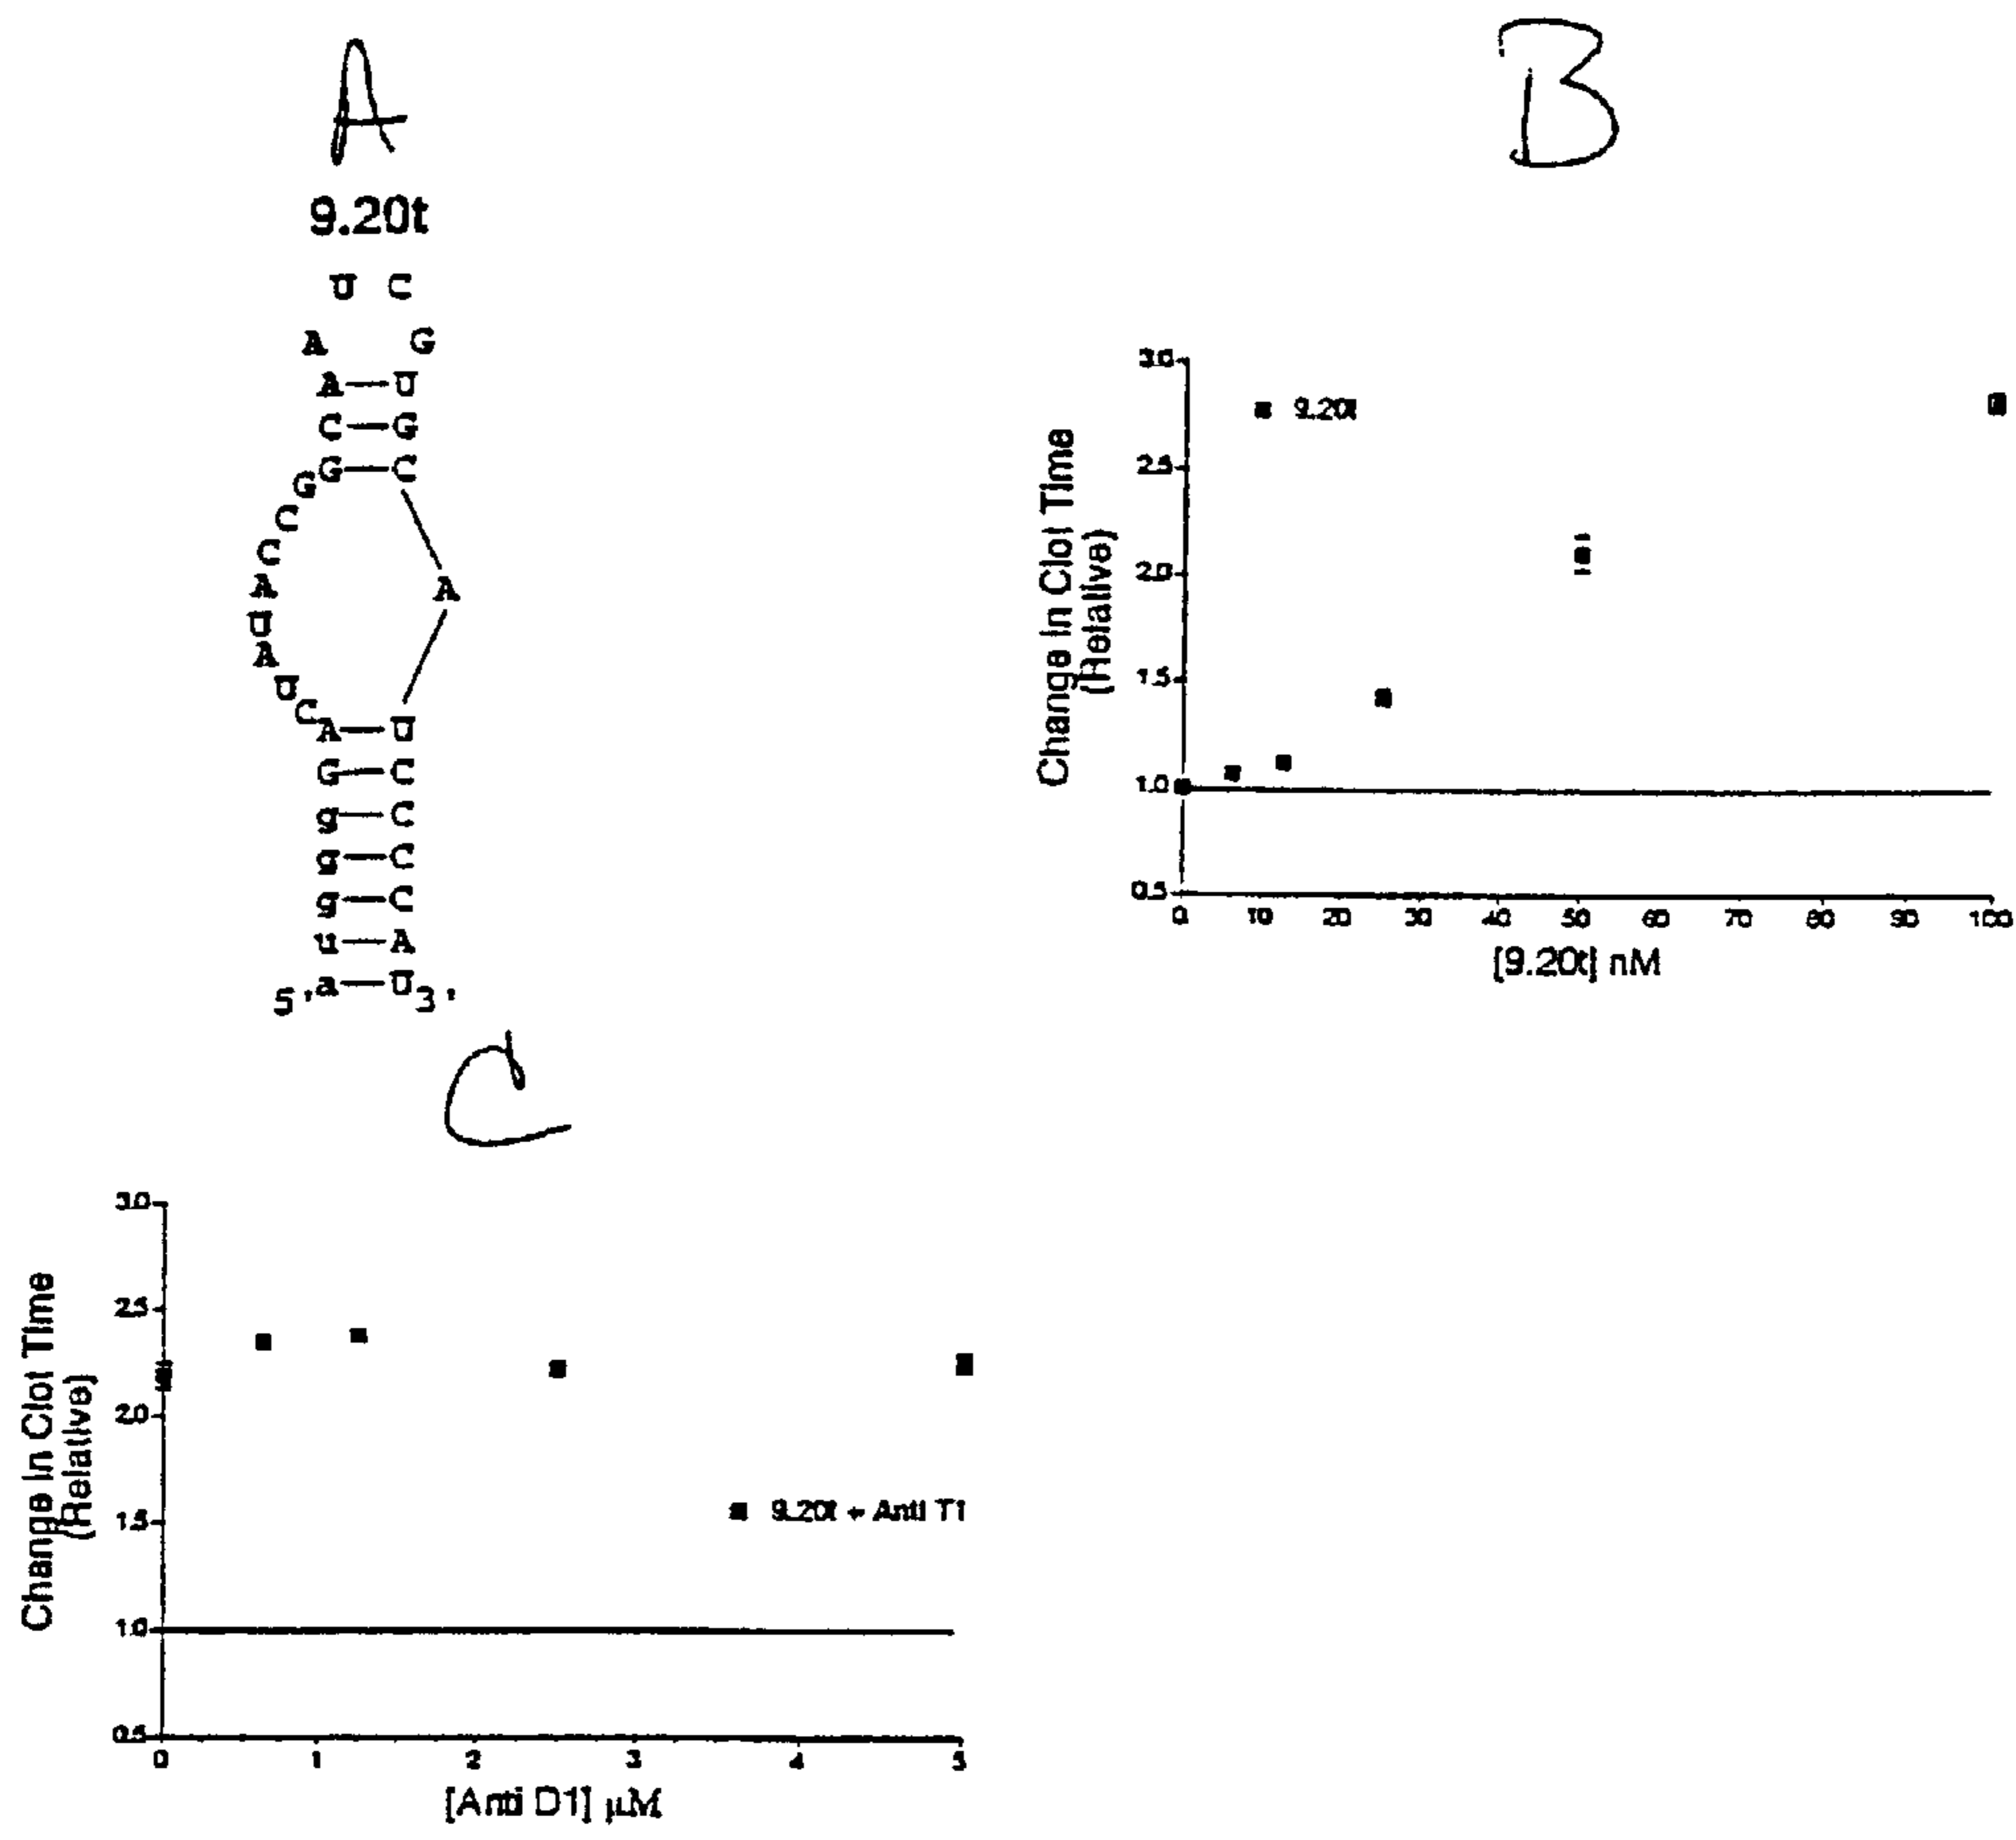 A
9.20t
U C
A G
A U
C G
G C
G
C
C
A
A
U
A
U
C
A U
G C
g C
g C
g C
u A
5' a U 3'
B
Change In Clot Time
(Relative)
3.0
2.5
2.0
1.5
1.0
0.5
9.20t
0 10 20 30 40 50 60 70 80 90 100
[9.20t] nM
C
Change In Clot Time
(Relative)
3.0
2.5
2.0
1.5
1.0
0.5
9.20t + Anti T1
0 1 2 3 4 5
[Anti D1] µM